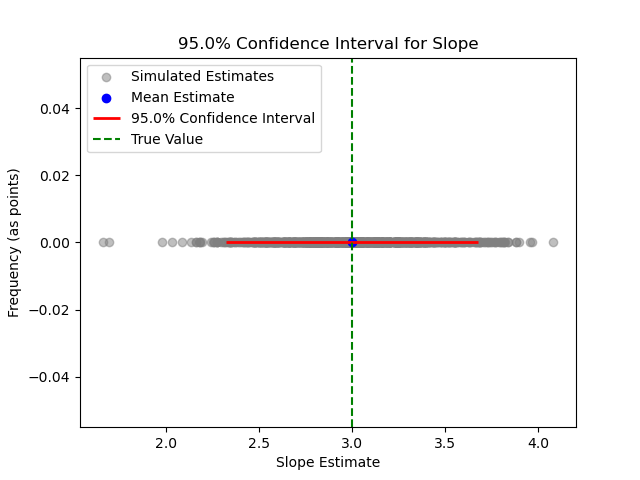 95.0% Confidence Interval for Slope
Simulated Estimates
Mean Estimate
95.0% Confidence Interval
True Value
Frequency (as points)
0.04
0.02
0.00
−0.02
−0.04
2.0
2.5
3.0
3.5
4.0
Slope Estimate